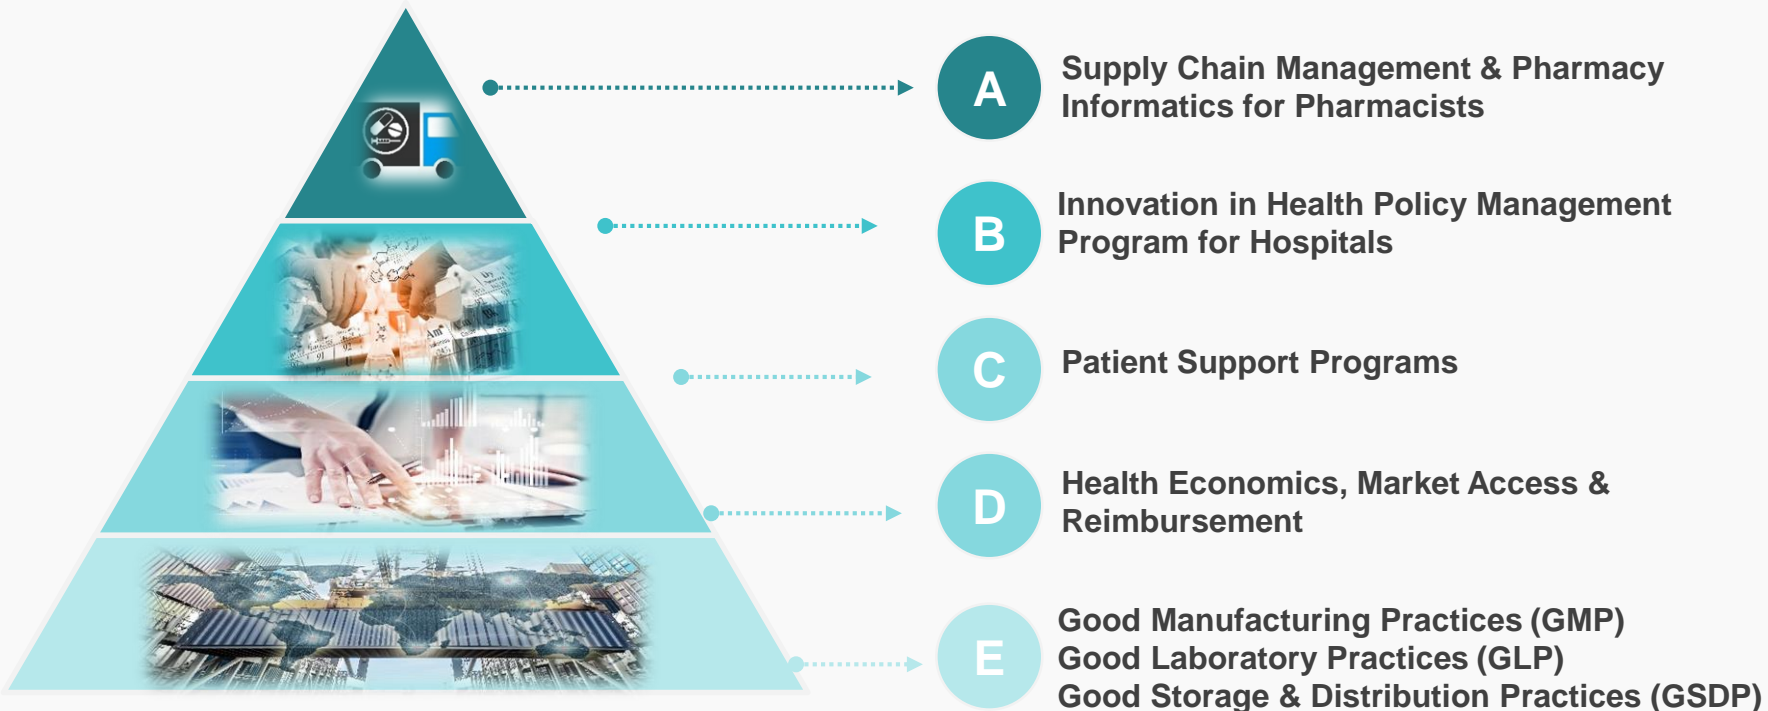 A
Supply Chain Management & Pharmacy
Informatics for Pharmacists
B
Innovation in Health Policy Management
Program for Hospitals
C
Patient Support Programs
D
Health Economics, Market Access &
Reimbursement
E
Good Manufacturing Practices (GMP)
Good Laboratory Practices (GLP)
Good Storage & Distribution Practices (GSDP)
Am